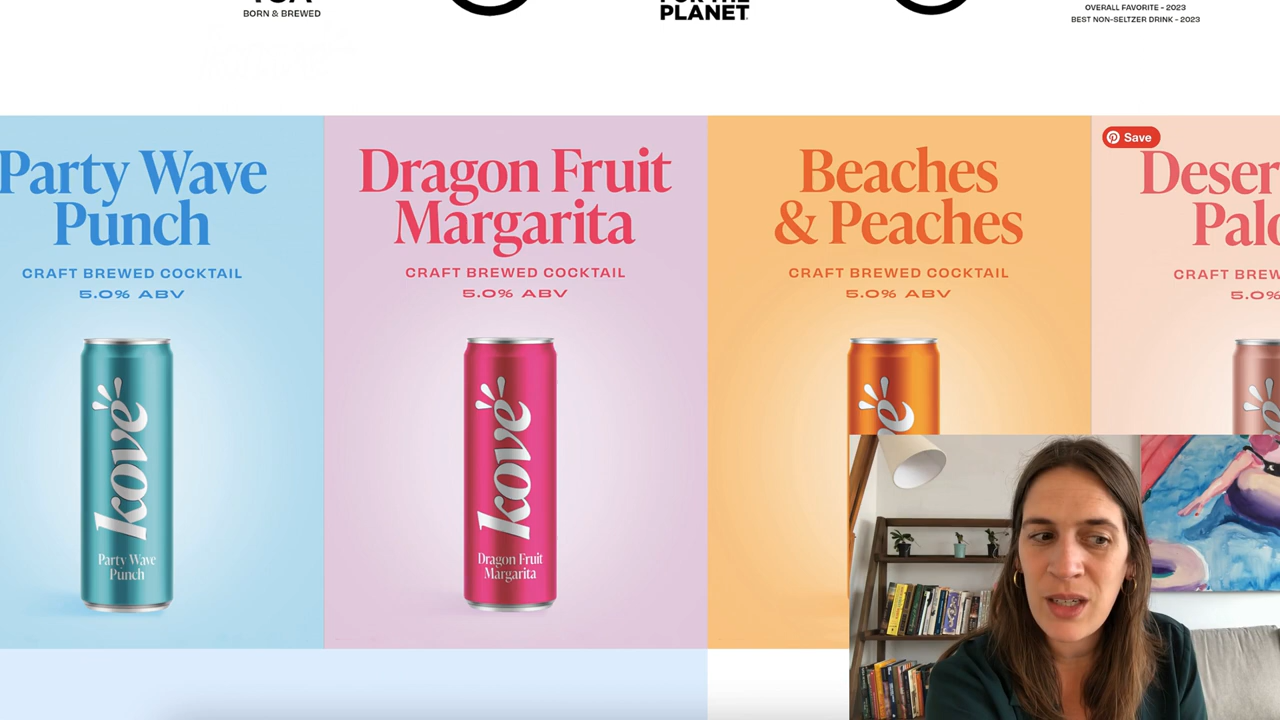 BORN & BREWED
PLANET
OVERALL FAVORITE - 2023
BEST NON-SELTZER DRINK - 2023
Party Wave
Punch
CRAFT BREWED COCKTAIL
5.0% ABV
kove
Party Wave
Punch
Dragon Fruit
Margarita
CRAFT BREWED COCKTAIL
5.0% ABV
kove
Dragon Fruit
Margarita
Beaches
& Peaches
CRAFT BREWED COCKTAIL
5.0% ABV
Save